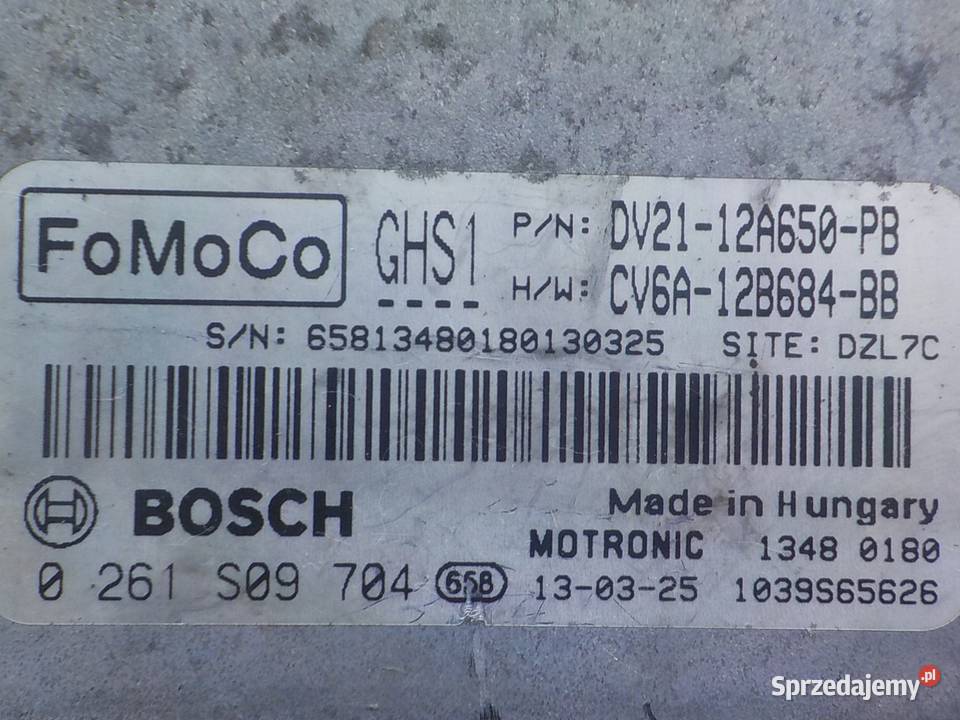 FoMoCo GHS1 P/N: DV21-12A650-PB
H/W: CV6A-12B684-BB
S/N: 65813480180130325 SITE: DZL7C
BOSCH Made in Hungary
MOTRONIC 1348 0180
0 261 S09 704 658 13-03-25 1039S65626
Sprzedajemy.pl